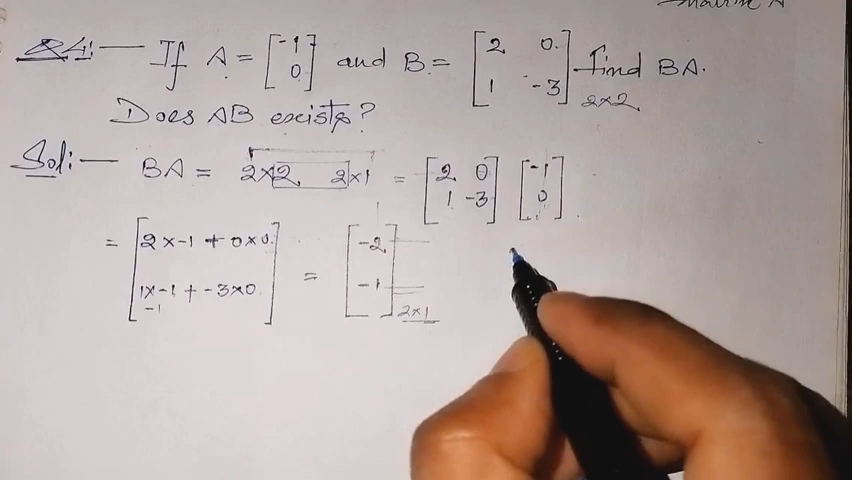 Matrix A
Q4:— If A = [-1 0] and B = [2 0 1 -3] 2×2 find BA.
Does AB exists?
Sol:— BA = 2×2 2×1 = [2 0 1 -3] [-1 0]
= [2×-1 + 0×0 1×-1 + -3×0] = [-2 -1] 2×1
-1